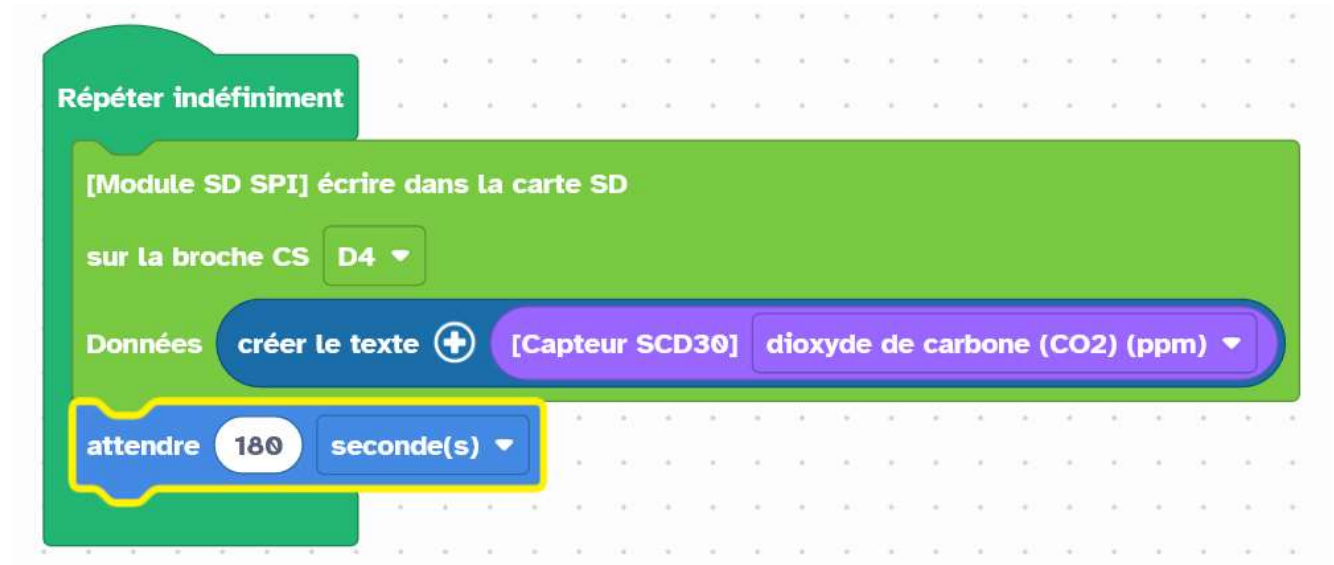 Répéter indéfiniment
[Module SD SPI] écrire dans la carte SD
sur la broche CS D4
Données créer le texte [Capteur SCD30] dioxyde de carbone (CO2) (ppm)
attendre 180 seconde(s)